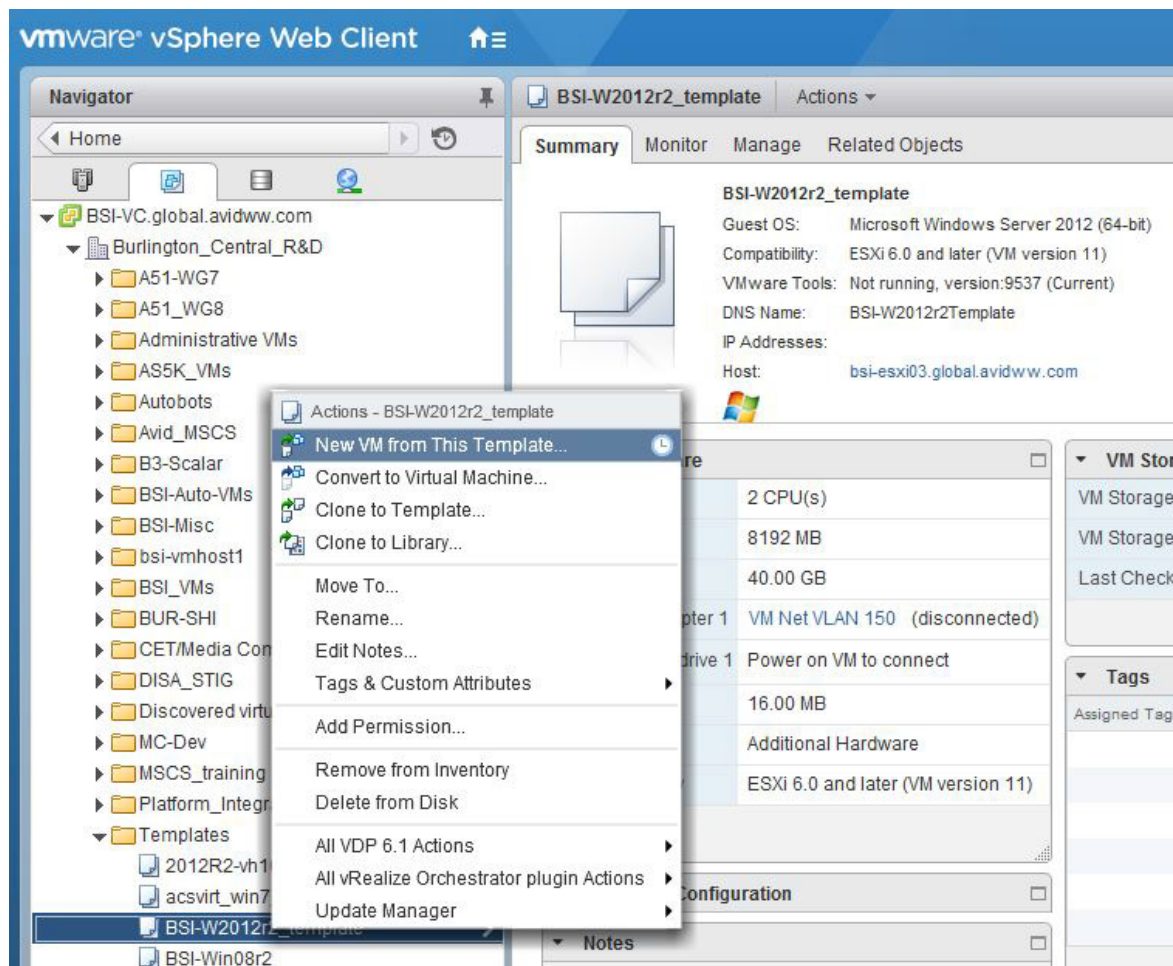 vmware® vSphere Web Client
Navigator
Home
BSI-VC.global.avidww.com
Burlington_Central_R&D
A51-WG7
A51_WG8
Administrative VMs
AS5K_VMs
Autobots
Avid_MSCS
B3-Scalar
BSI-Auto-VMs
BSI-Misc
bsi-vmhost1
BSI_VMs
BUR-SHI
CET/Media Con
DISA_STIG
Discovered virtu
MC-Dev
MSCS_training
Platform_Integr
Templates
2012R2-vh1
acsvirt_win7
BSI-W2012r2_template
BSI-Win08r2
Actions - BSI-W2012r2_template
New VM from This Template...
Convert to Virtual Machine...
Clone to Template...
Clone to Library...
Move To...
Rename...
Edit Notes...
Tags & Custom Attributes
Add Permission...
Remove from Inventory
Delete from Disk
All VDP 6.1 Actions
All vRealize Orchestrator plugin Actions
Update Manager
BSI-W2012r2_template Actions
Summary Monitor Manage Related Objects
BSI-W2012r2_template
Guest OS: Microsoft Windows Server 2012 (64-bit)
Compatibility: ESXi 6.0 and later (VM version 11)
VMware Tools: Not running, version:9537 (Current)
DNS Name: BSI-W2012r2Template
IP Addresses:
Host: bsi-esxi03.global.avidww.com
re
2 CPU(s)
8192 MB
40.00 GB
pter 1 VM Net VLAN 150 (disconnected)
drive 1 Power on VM to connect
16.00 MB
Additional Hardware
ESXi 6.0 and later (VM version 11)
Configuration
Notes
VM Stor
VM Storage
VM Storage
Last Check
Tags
Assigned Tag